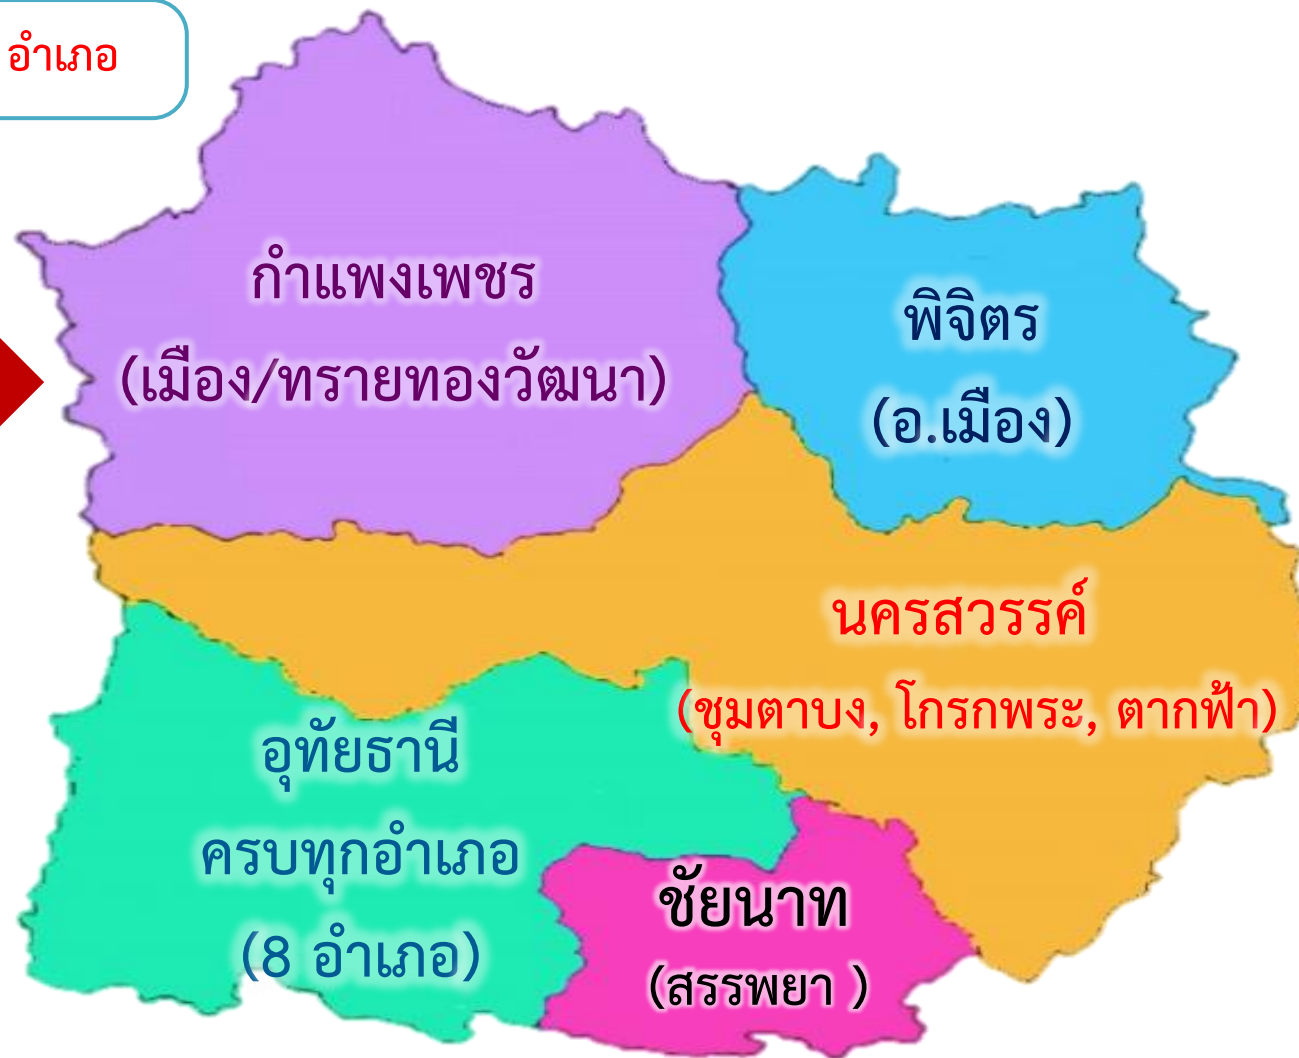 อำเภอ
กำแพงเพชร
(เมือง/ทรายทองวัฒนา)
พิจิตร
(อ.เมือง)
นครสวรรค์
(ชุมตาบง, โกรกพระ, ตากฟ้า)
อุทัยธานี
ครบทุกอำเภอ
(8 อำเภอ)
ชัยนาท
(สรรพยา )